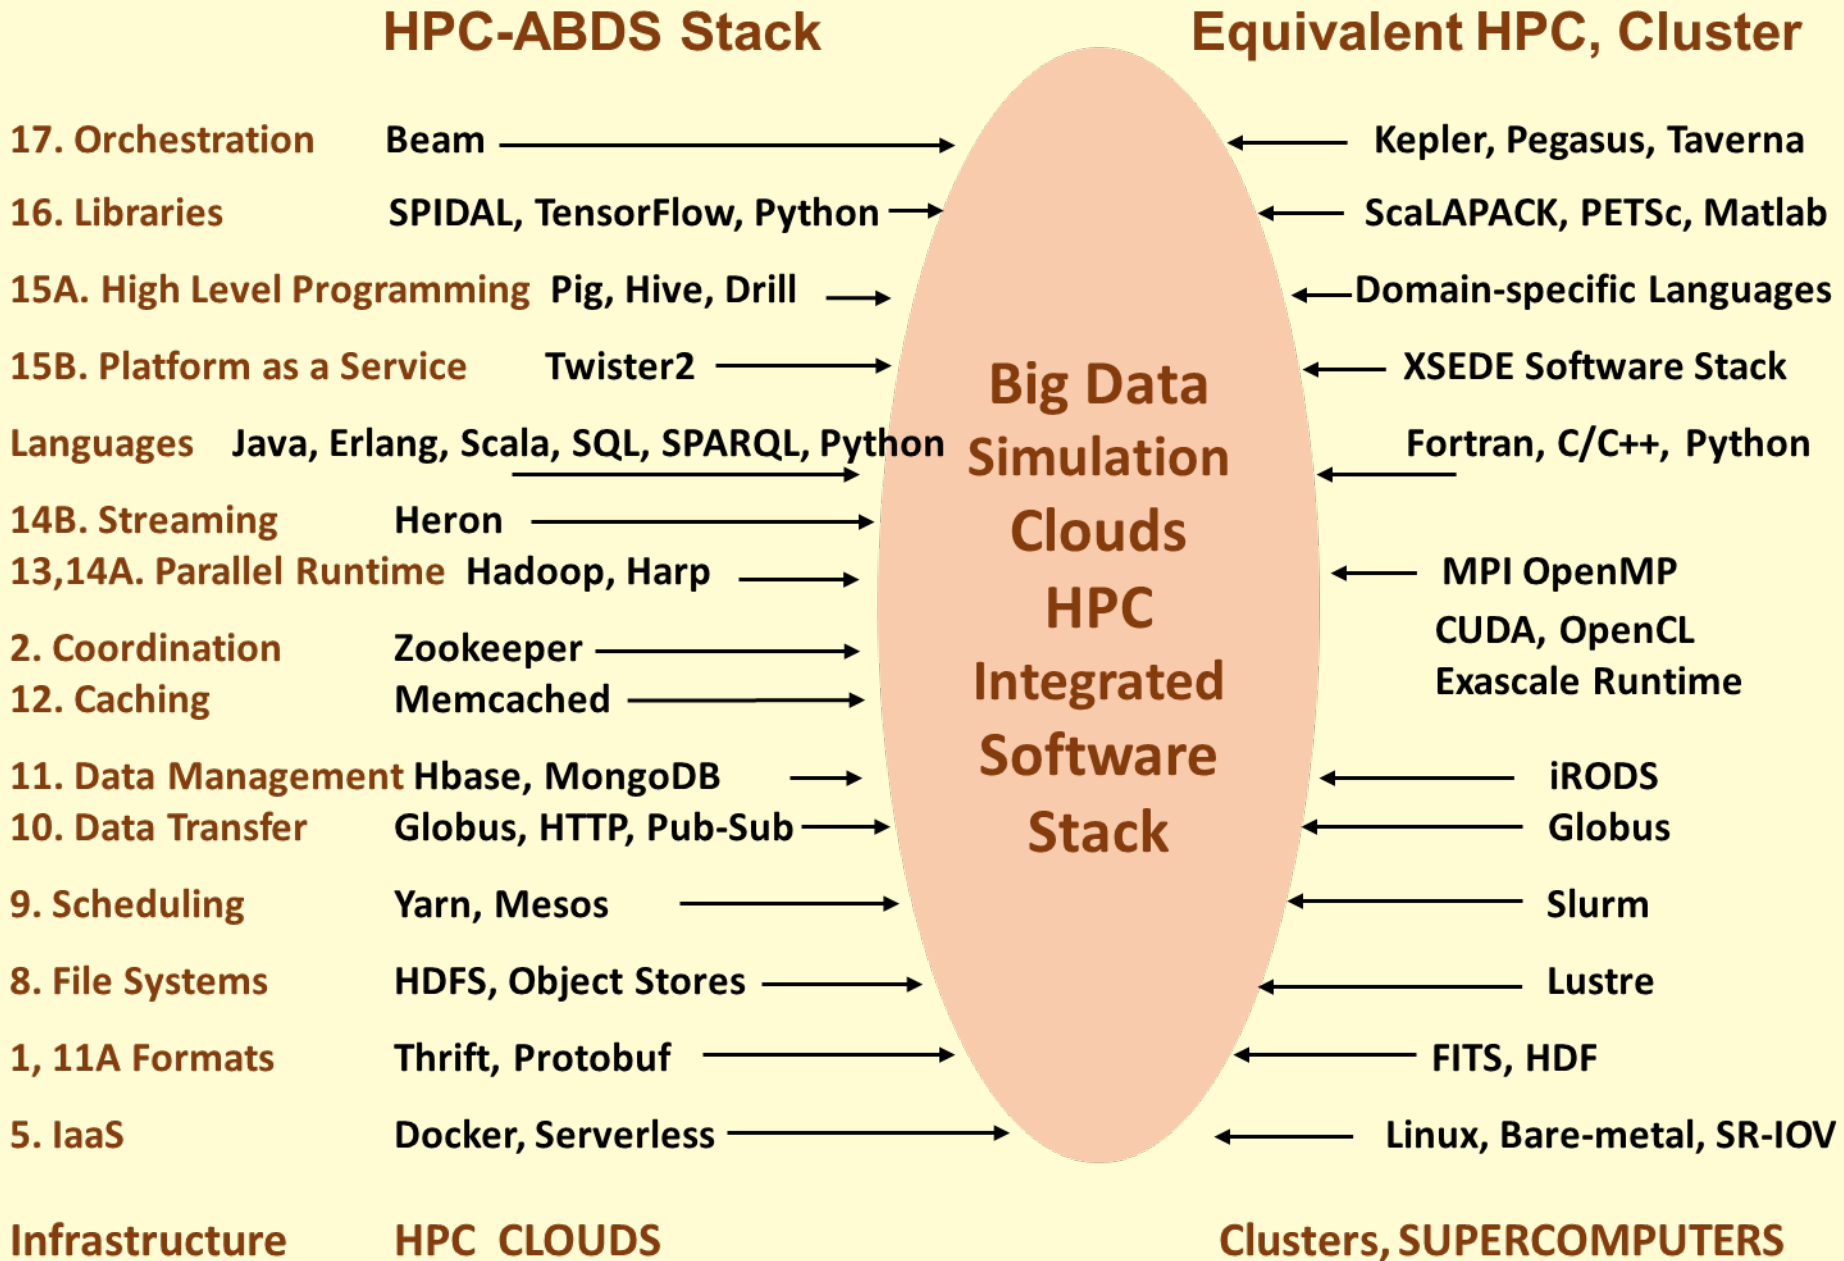 HPC-ABDS Stack Equivalent HPC, Cluster
17. Orchestration Beam Kepler, Pegasus, Taverna
16. Libraries SPIDAL, TensorFlow, Python ScaLAPACK, PETSc, Matlab
15A. High Level Programming Pig, Hive, Drill Domain-specific Languages
15B. Platform as a Service Twister2 XSEDE Software Stack
Languages Java, Erlang, Scala, SQL, SPARQL, Python Fortran, C/C++, Python
14B. Streaming Heron
13,14A. Parallel Runtime Hadoop, Harp MPI OpenMP
CUDA, OpenCL
2. Coordination Zookeeper
Exascale Runtime
12. Caching Memcached
11. Data Management Hbase, MongoDB iRODS
10. Data Transfer Globus, HTTP, Pub-Sub Globus
9. Scheduling Yarn, Mesos Slurm
8. File Systems HDFS, Object Stores Lustre
1, 11A Formats Thrift, Protobuf FITS, HDF
5. IaaS Docker, Serverless Linux, Bare-metal, SR-IOV
Infrastructure HPC CLOUDS Clusters, SUPERCOMPUTERS
Big Data
Simulation
Clouds
HPC
Integrated
Software
Stack